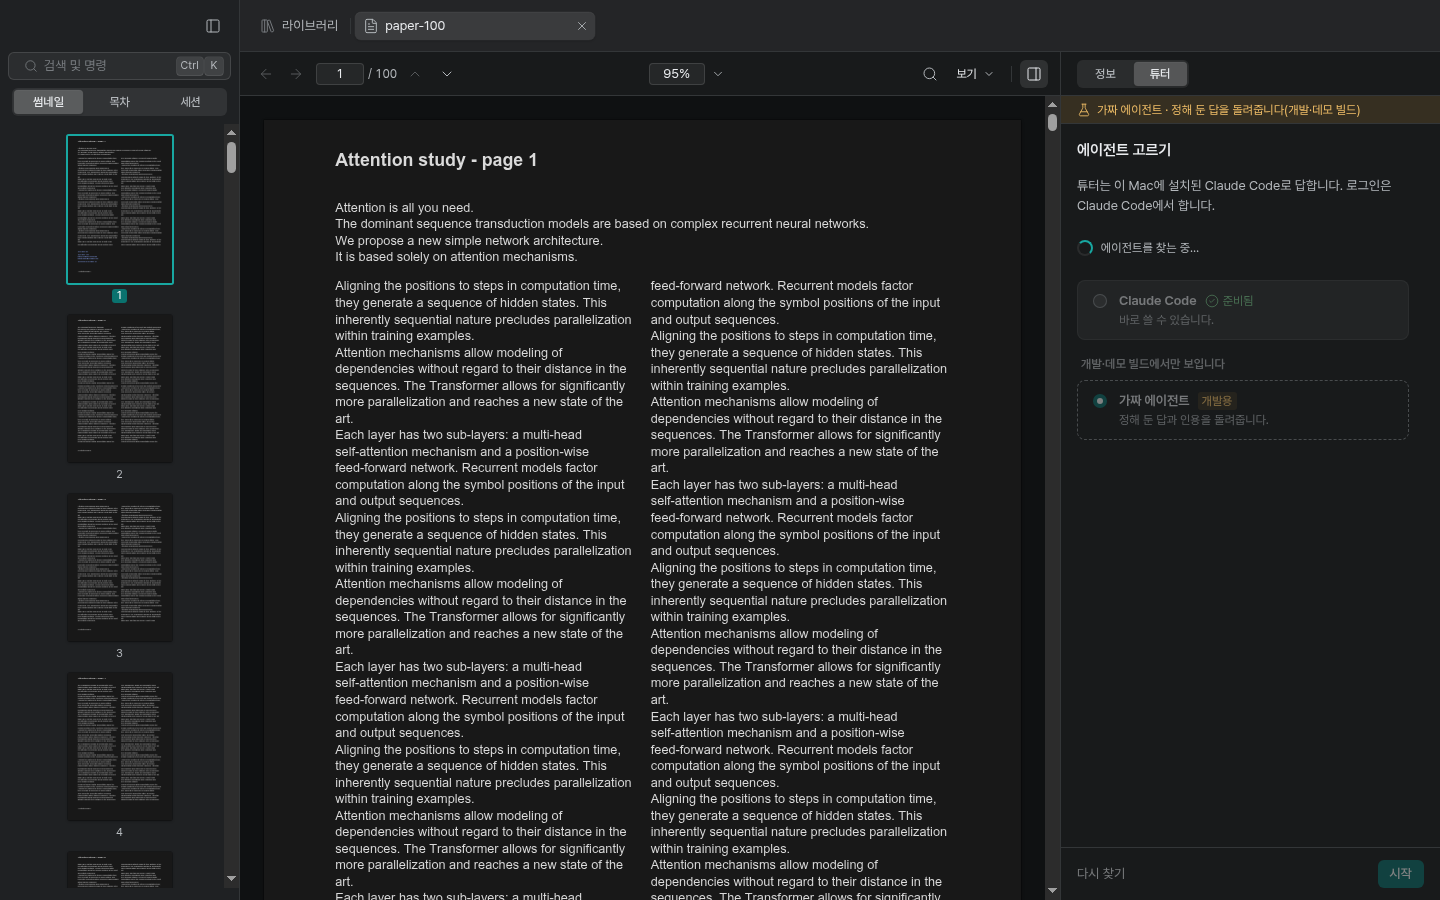 라이브러리
paper-100
검색 및 명령
Ctrl
K
썸네일
목차
세션
1
2
3
4
1 / 100
95%
보기
Attention study - page 1
Attention is all you need.
The dominant sequence transduction models are based on complex recurrent neural networks.
We propose a new simple network architecture.
It is based solely on attention mechanisms.
Aligning the positions to steps in computation time,
they generate a sequence of hidden states. This
inherently sequential nature precludes parallelization
within training examples.
Attention mechanisms allow modeling of
dependencies without regard to their distance in the
sequences. The Transformer allows for significantly
more parallelization and reaches a new state of the
art.
Each layer has two sub-layers: a multi-head
self-attention mechanism and a position-wise
feed-forward network. Recurrent models factor
computation along the symbol positions of the input
and output sequences.
Aligning the positions to steps in computation time,
they generate a sequence of hidden states. This
inherently sequential nature precludes parallelization
within training examples.
Attention mechanisms allow modeling of
dependencies without regard to their distance in the
sequences. The Transformer allows for significantly
more parallelization and reaches a new state of the
art.
Each layer has two sub-layers: a multi-head
self-attention mechanism and a position-wise
feed-forward network. Recurrent models factor
computation along the symbol positions of the input
and output sequences.
Aligning the positions to steps in computation time,
they generate a sequence of hidden states. This
inherently sequential nature precludes parallelization
within training examples.
Attention mechanisms allow modeling of
dependencies without regard to their distance in the
sequences. The Transformer allows for significantly
more parallelization and reaches a new state of the
art.
Each layer has two sub-layers: a multi-head
feed-forward network. Recurrent models factor
computation along the symbol positions of the input
and output sequences.
Aligning the positions to steps in computation time,
they generate a sequence of hidden states. This
inherently sequential nature precludes parallelization
within training examples.
Attention mechanisms allow modeling of
dependencies without regard to their distance in the
sequences. The Transformer allows for significantly
more parallelization and reaches a new state of the
art.
Each layer has two sub-layers: a multi-head
self-attention mechanism and a position-wise
feed-forward network. Recurrent models factor
computation along the symbol positions of the input
and output sequences.
Aligning the positions to steps in computation time,
they generate a sequence of hidden states. This
inherently sequential nature precludes parallelization
within training examples.
Attention mechanisms allow modeling of
dependencies without regard to their distance in the
sequences. The Transformer allows for significantly
more parallelization and reaches a new state of the
art.
Each layer has two sub-layers: a multi-head
self-attention mechanism and a position-wise
feed-forward network. Recurrent models factor
computation along the symbol positions of the input
and output sequences.
Aligning the positions to steps in computation time,
they generate a sequence of hidden states. This
inherently sequential nature precludes parallelization
within training examples.
Attention mechanisms allow modeling of
dependencies without regard to their distance in the
sequences. The Transformer allows for significantly
정보
튜터
가짜 에이전트 · 정해 둔 답을 돌려줍니다(개발·데모 빌드)
에이전트 고르기
튜터는 이 Mac에 설치된 Claude Code로 답합니다. 로그인은
Claude Code에서 합니다.
에이전트를 찾는 중...
Claude Code 준비됨
바로 쓸 수 있습니다.
개발·데모 빌드에서만 보입니다
가짜 에이전트 개발용
정해 둔 답과 인용을 돌려줍니다.
다시 찾기
시작